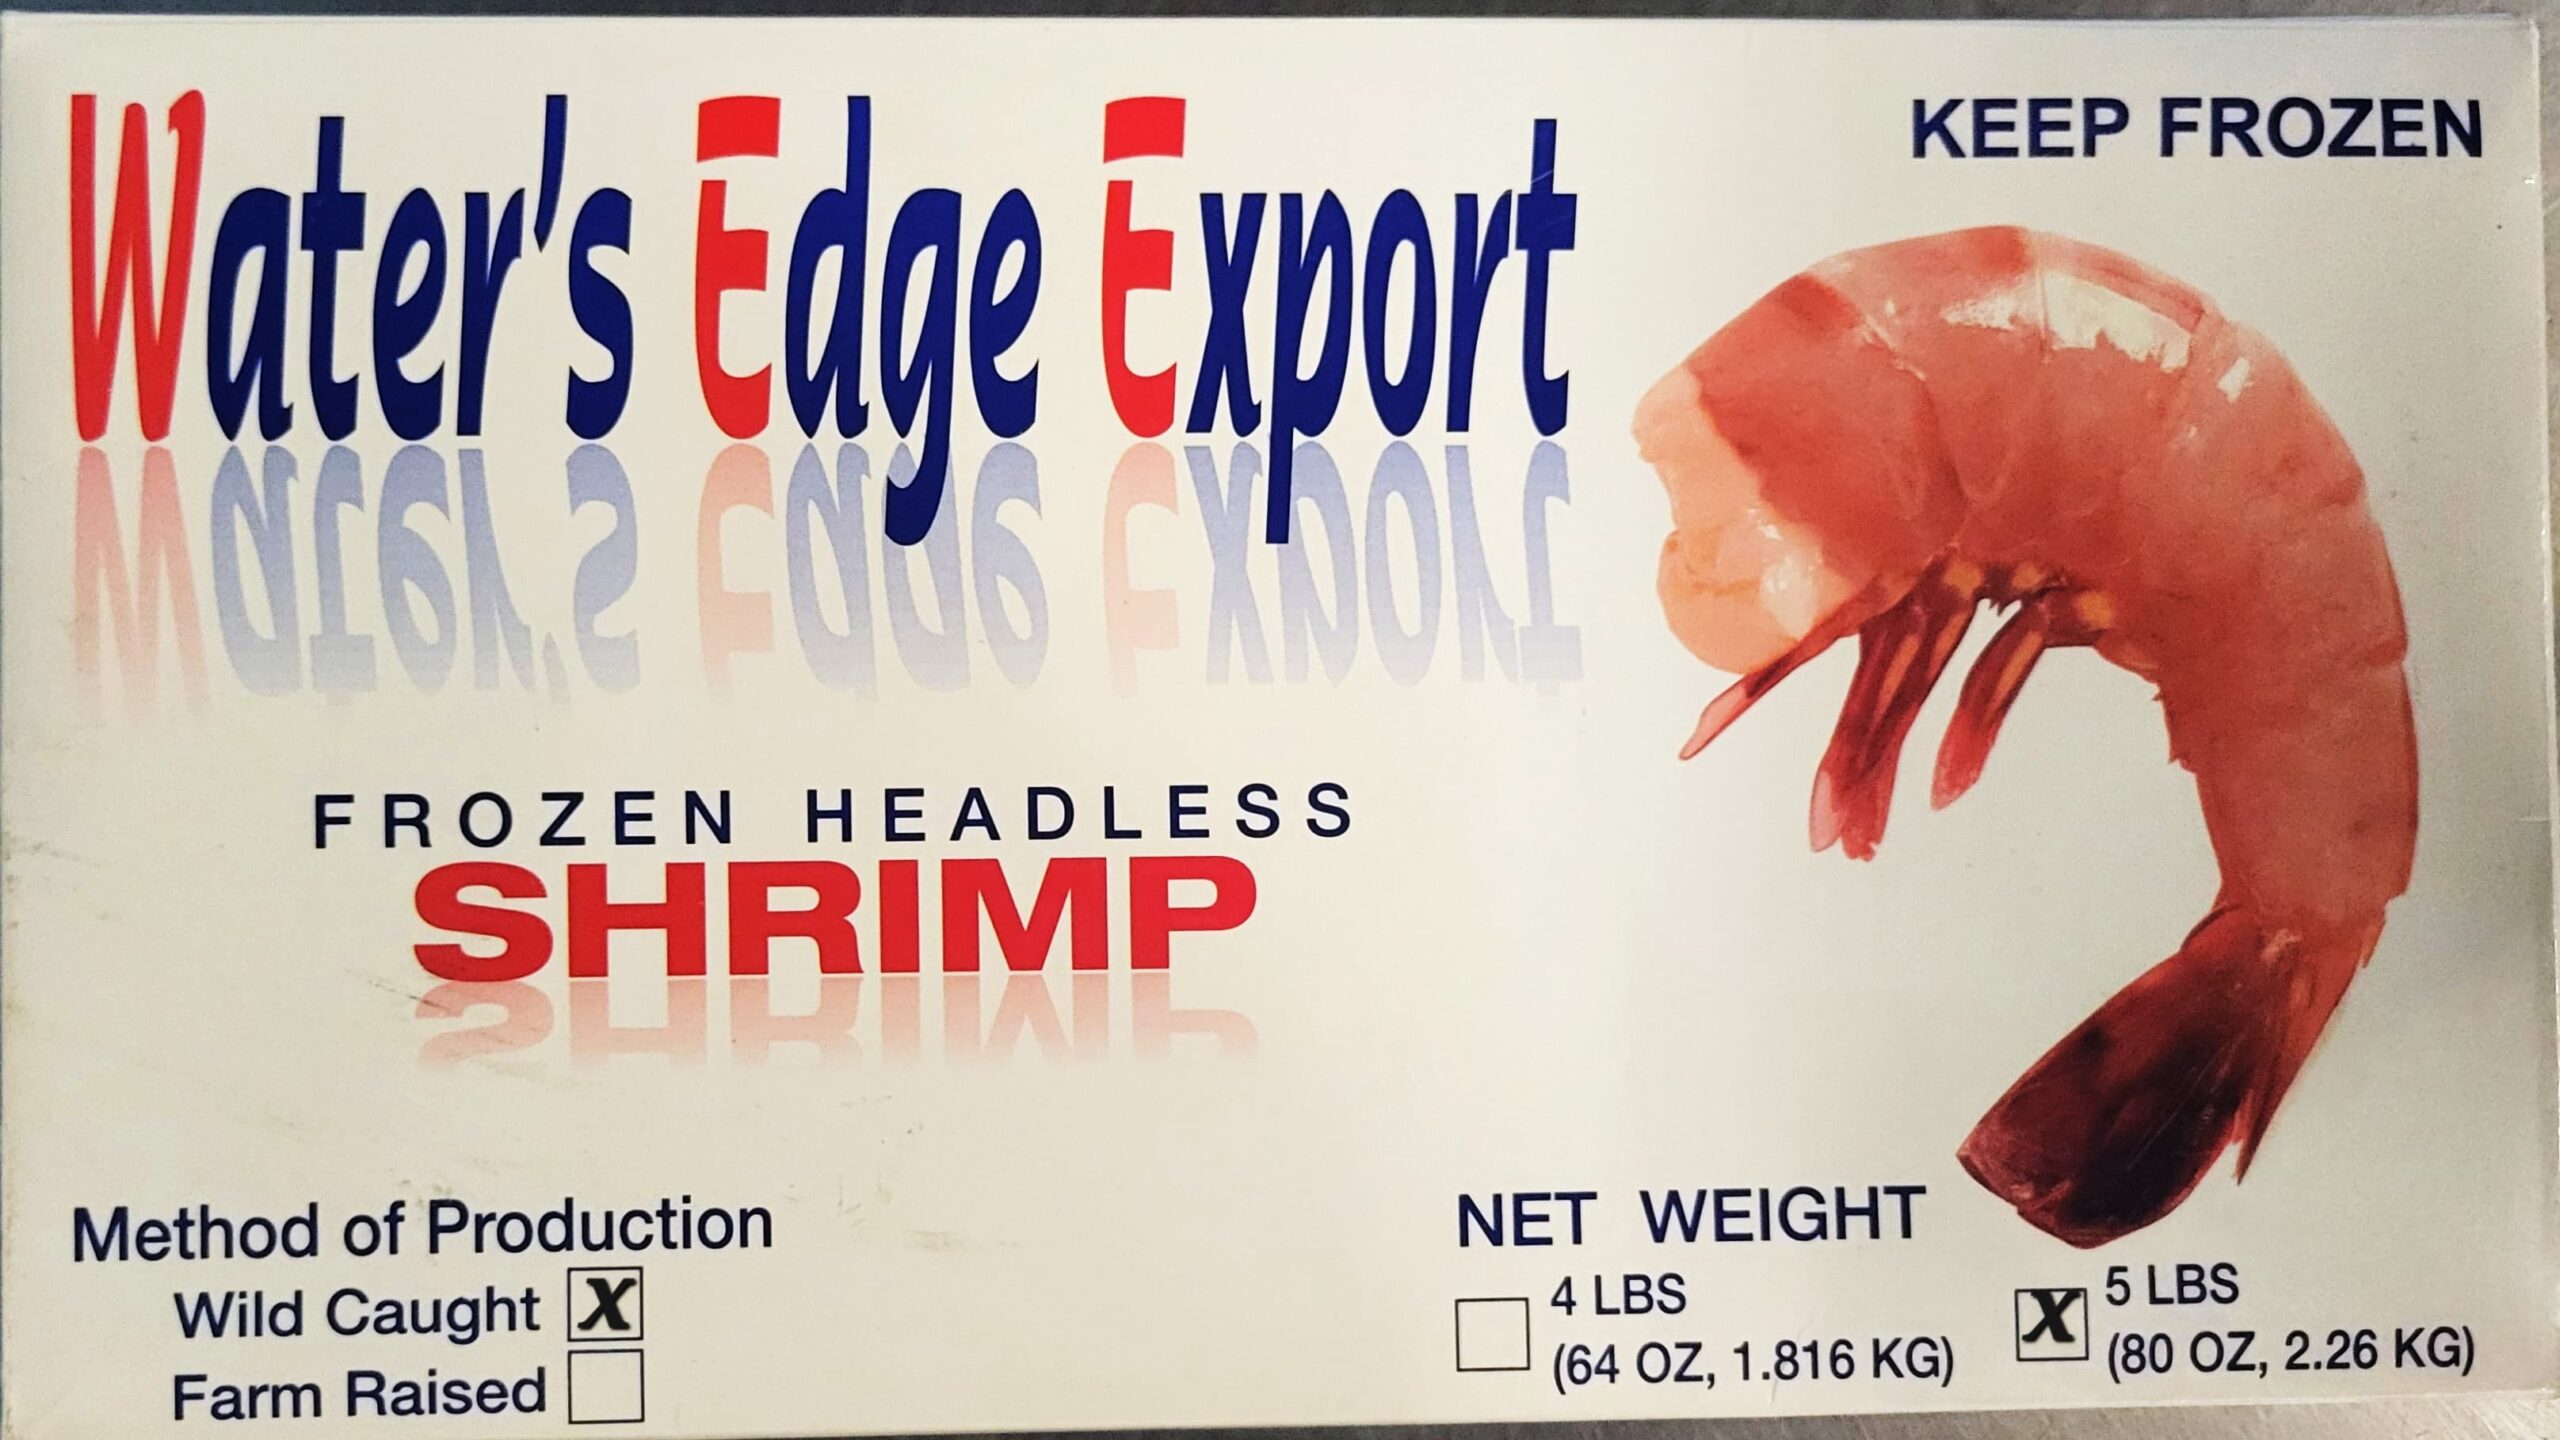 Water's Edge Export
KEEP FROZEN
FROZEN HEADLESS
SHRIMP
Method of Production
Wild Caught X
Farm Raised
NET WEIGHT
4 LBS
(64 OZ, 1.816 KG)
X 5 LBS
(80 OZ, 2.26 KG)